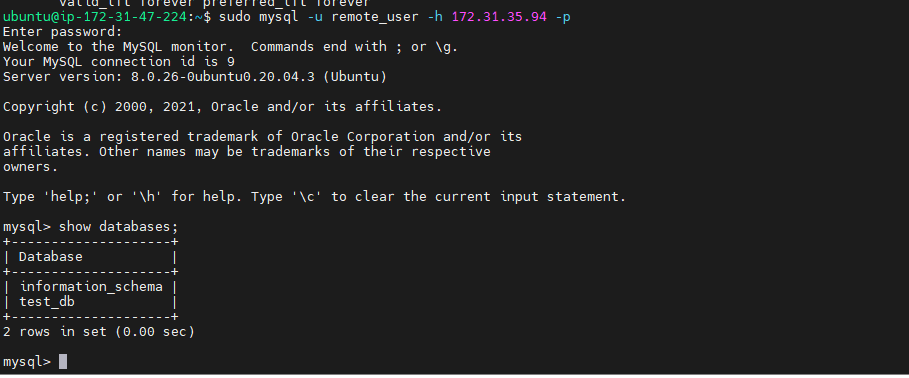 valid_lft forever preferred_lft forever
ubuntu@ip-172-31-47-224:~$ sudo mysql -u remote_user -h 172.31.35.94 -p
Enter password:
Welcome to the MySQL monitor.  Commands end with ; or \g.
Your MySQL connection id is 9
Server version: 8.0.26-0ubuntu0.20.04.3 (Ubuntu)
Copyright (c) 2000, 2021, Oracle and/or its affiliates.
Oracle is a registered trademark of Oracle Corporation and/or its
affiliates. Other names may be trademarks of their respective
owners.
Type 'help;' or '\h' for help. Type '\c' to clear the current input statement.
mysql> show databases;
+--------------------+
| Database           |
+--------------------+
| information_schema |
| test_db            |
+--------------------+
2 rows in set (0.00 sec)
mysql>